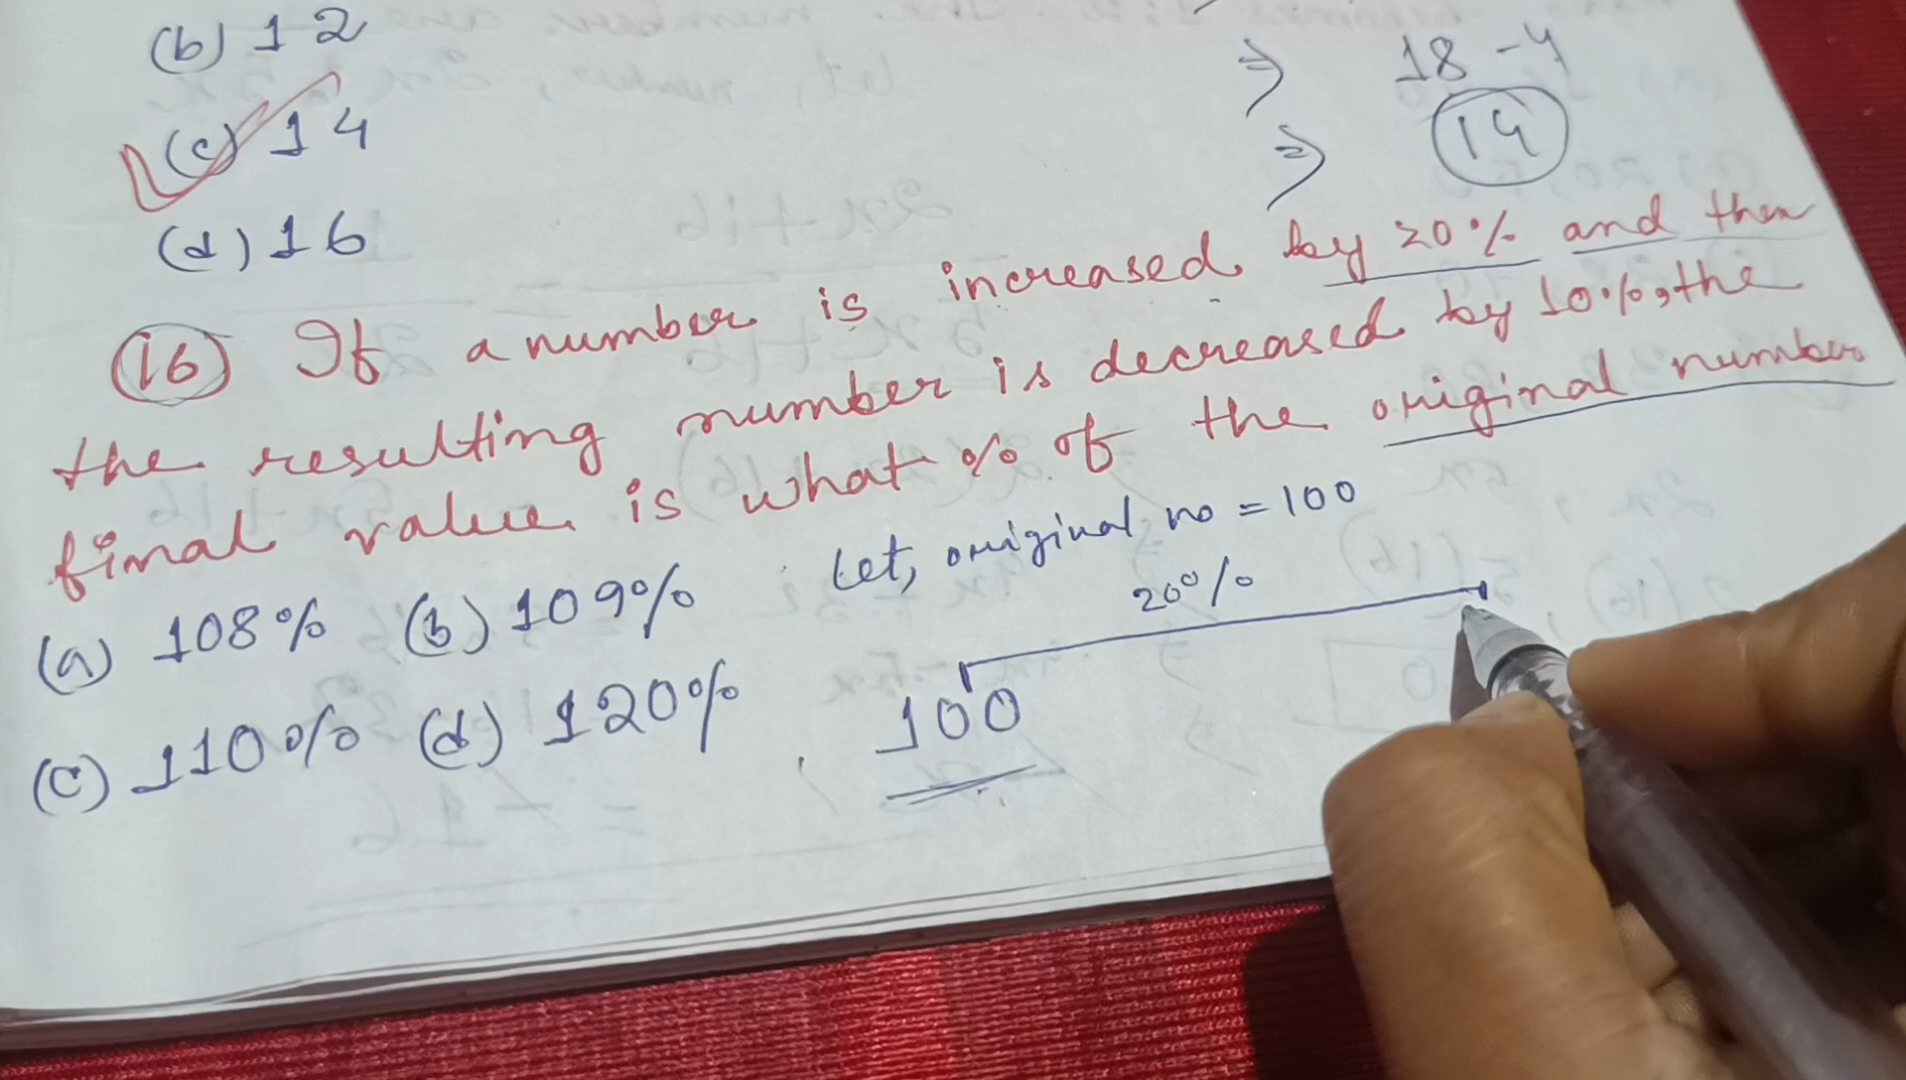 (b) 12
(c) 14
(d) 16
⇒ 18 - 4
⇒ 14
(16) If a number is increased by 20% and then
the resulting number is decreased by 10%, the
final value is what % of the original number
(a) 108% (b) 109%
(c) 110% (d) 120%
Let, original no = 100
20%
100